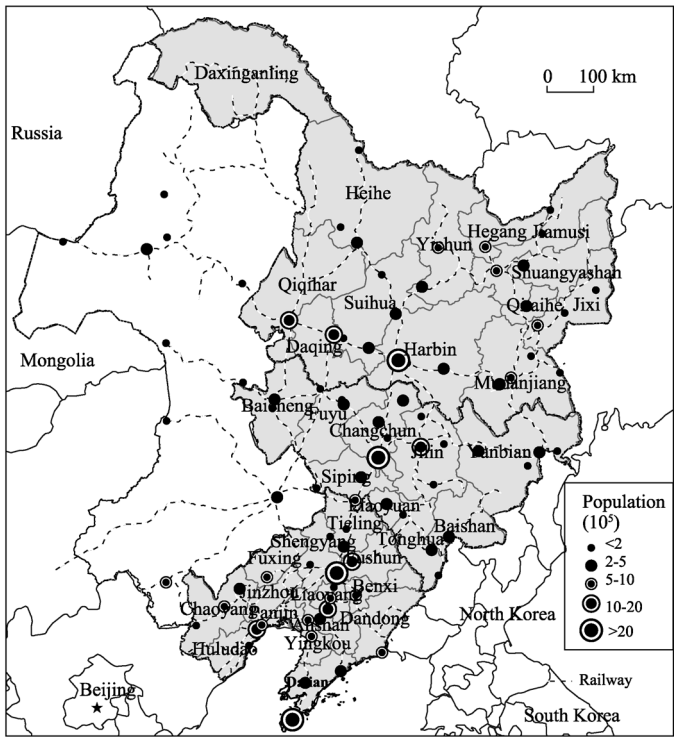 Daxinganling
0 100 km
Russia
Heihe
Hegang Jiamusi
Yichun
Shuangyashan
Qiqihar
Suihua
Qitaihe Jixi
Mongolia
Daqing
Harbin
Mudanjiang
Baicheng
Fuyu
Changchun
Jilin
Yanbian
Siping
Liaoyuan
Tieling
Baishan
Tonghua
Shengyang
Fushun
Fuxing
Benxi
Jinzhou
Liaoyang
Chaoyang
Panjin
Anshan
Dandong
Yingkou
Huludao
Dalian
Beijing
North Korea
South Korea
Population
(10⁵)
<2
2-5
5-10
10-20
>20
Railway